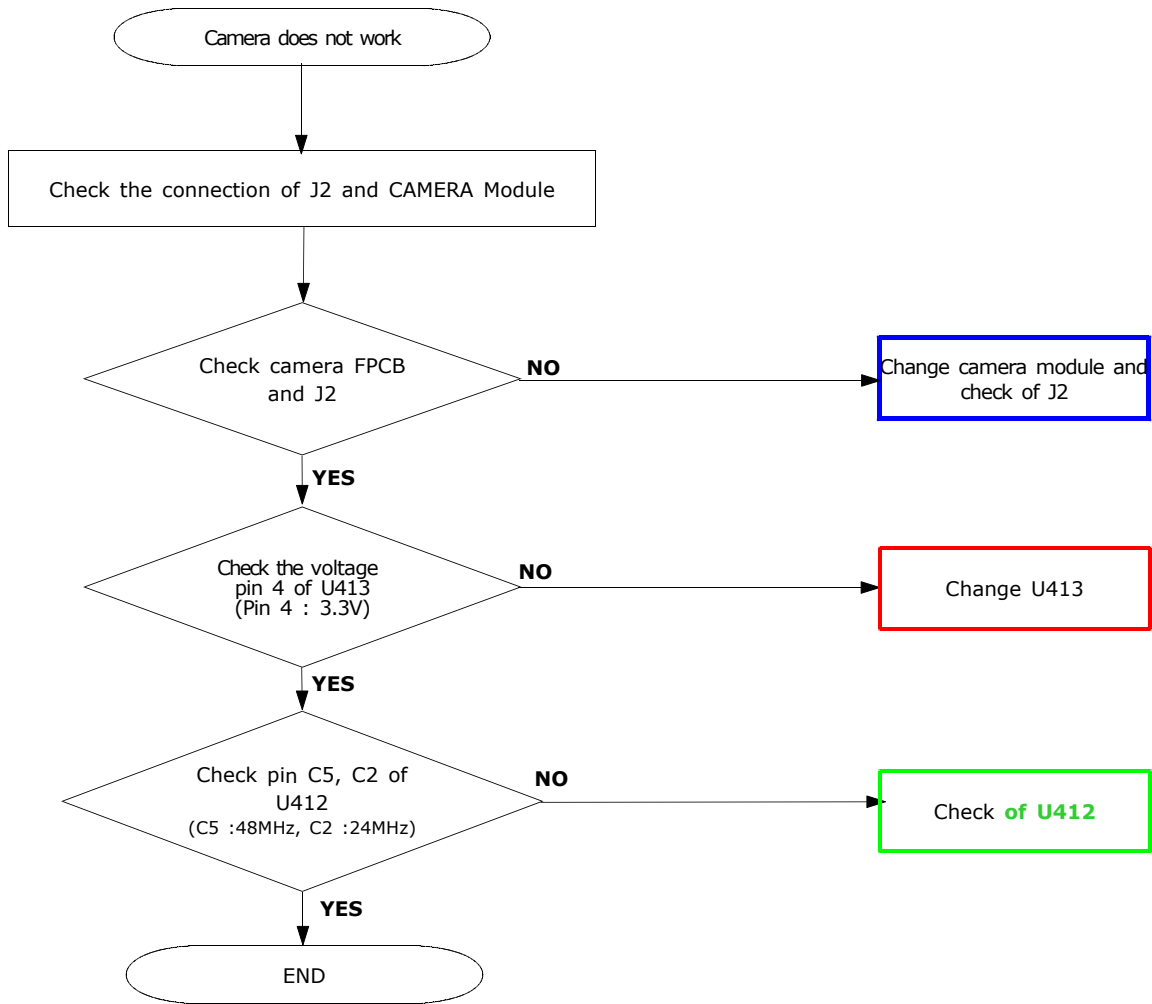 Camera does not work
Check the connection of J2 and CAMERA Module
Check camera FPCB
and J2
NO
Change camera module and
check of J2
YES
Check the voltage
pin 4 of U413
(Pin 4 : 3.3V)
NO
Change U413
YES
Check pin C5, C2 of
U412
(C5 :48MHz, C2 :24MHz)
NO
Check of U412
YES
END